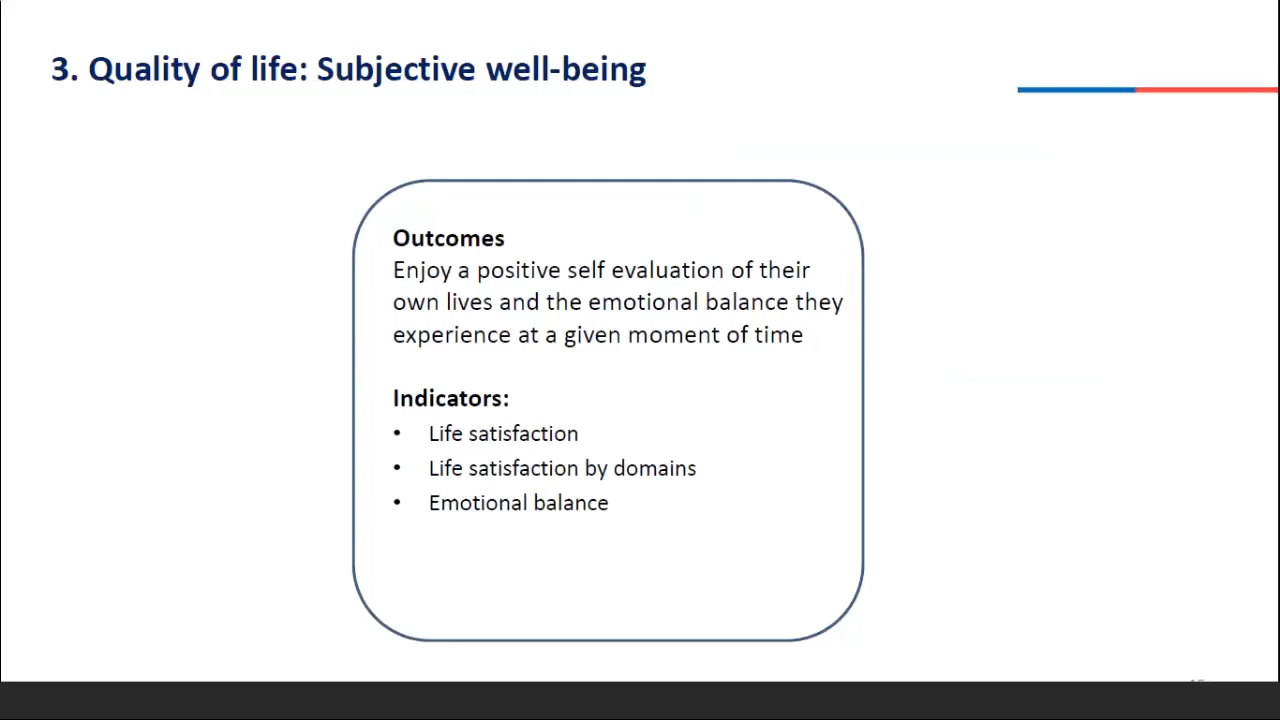 3. Quality of life: Subjective well-being
Outcomes
Enjoy a positive self evaluation of their
own lives and the emotional balance they
experience at a given moment of time
Indicators:
• Life satisfaction
• Life satisfaction by domains
• Emotional balance